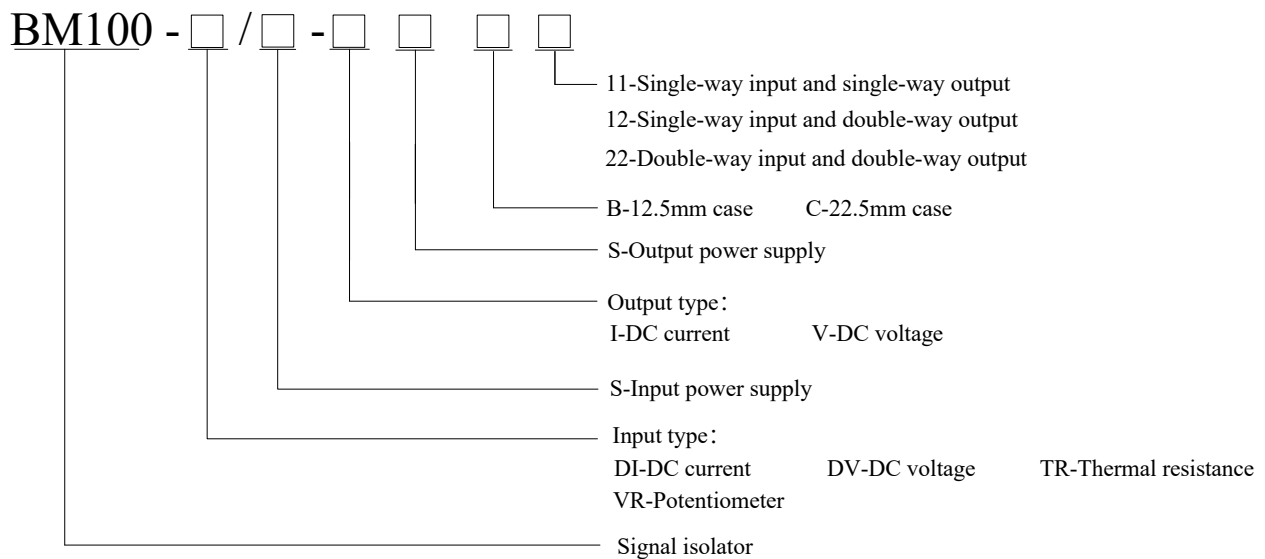 BM100 - □ / □ - □ □ □ □
11-Single-way input and single-way output
12-Single-way input and double-way output
22-Double-way input and double-way output
B-12.5mm case C-22.5mm case
S-Output power supply
Output type：
I-DC current V-DC voltage
S-Input power supply
Input type：
DI-DC current DV-DC voltage TR-Thermal resistance
VR-Potentiometer
Signal isolator